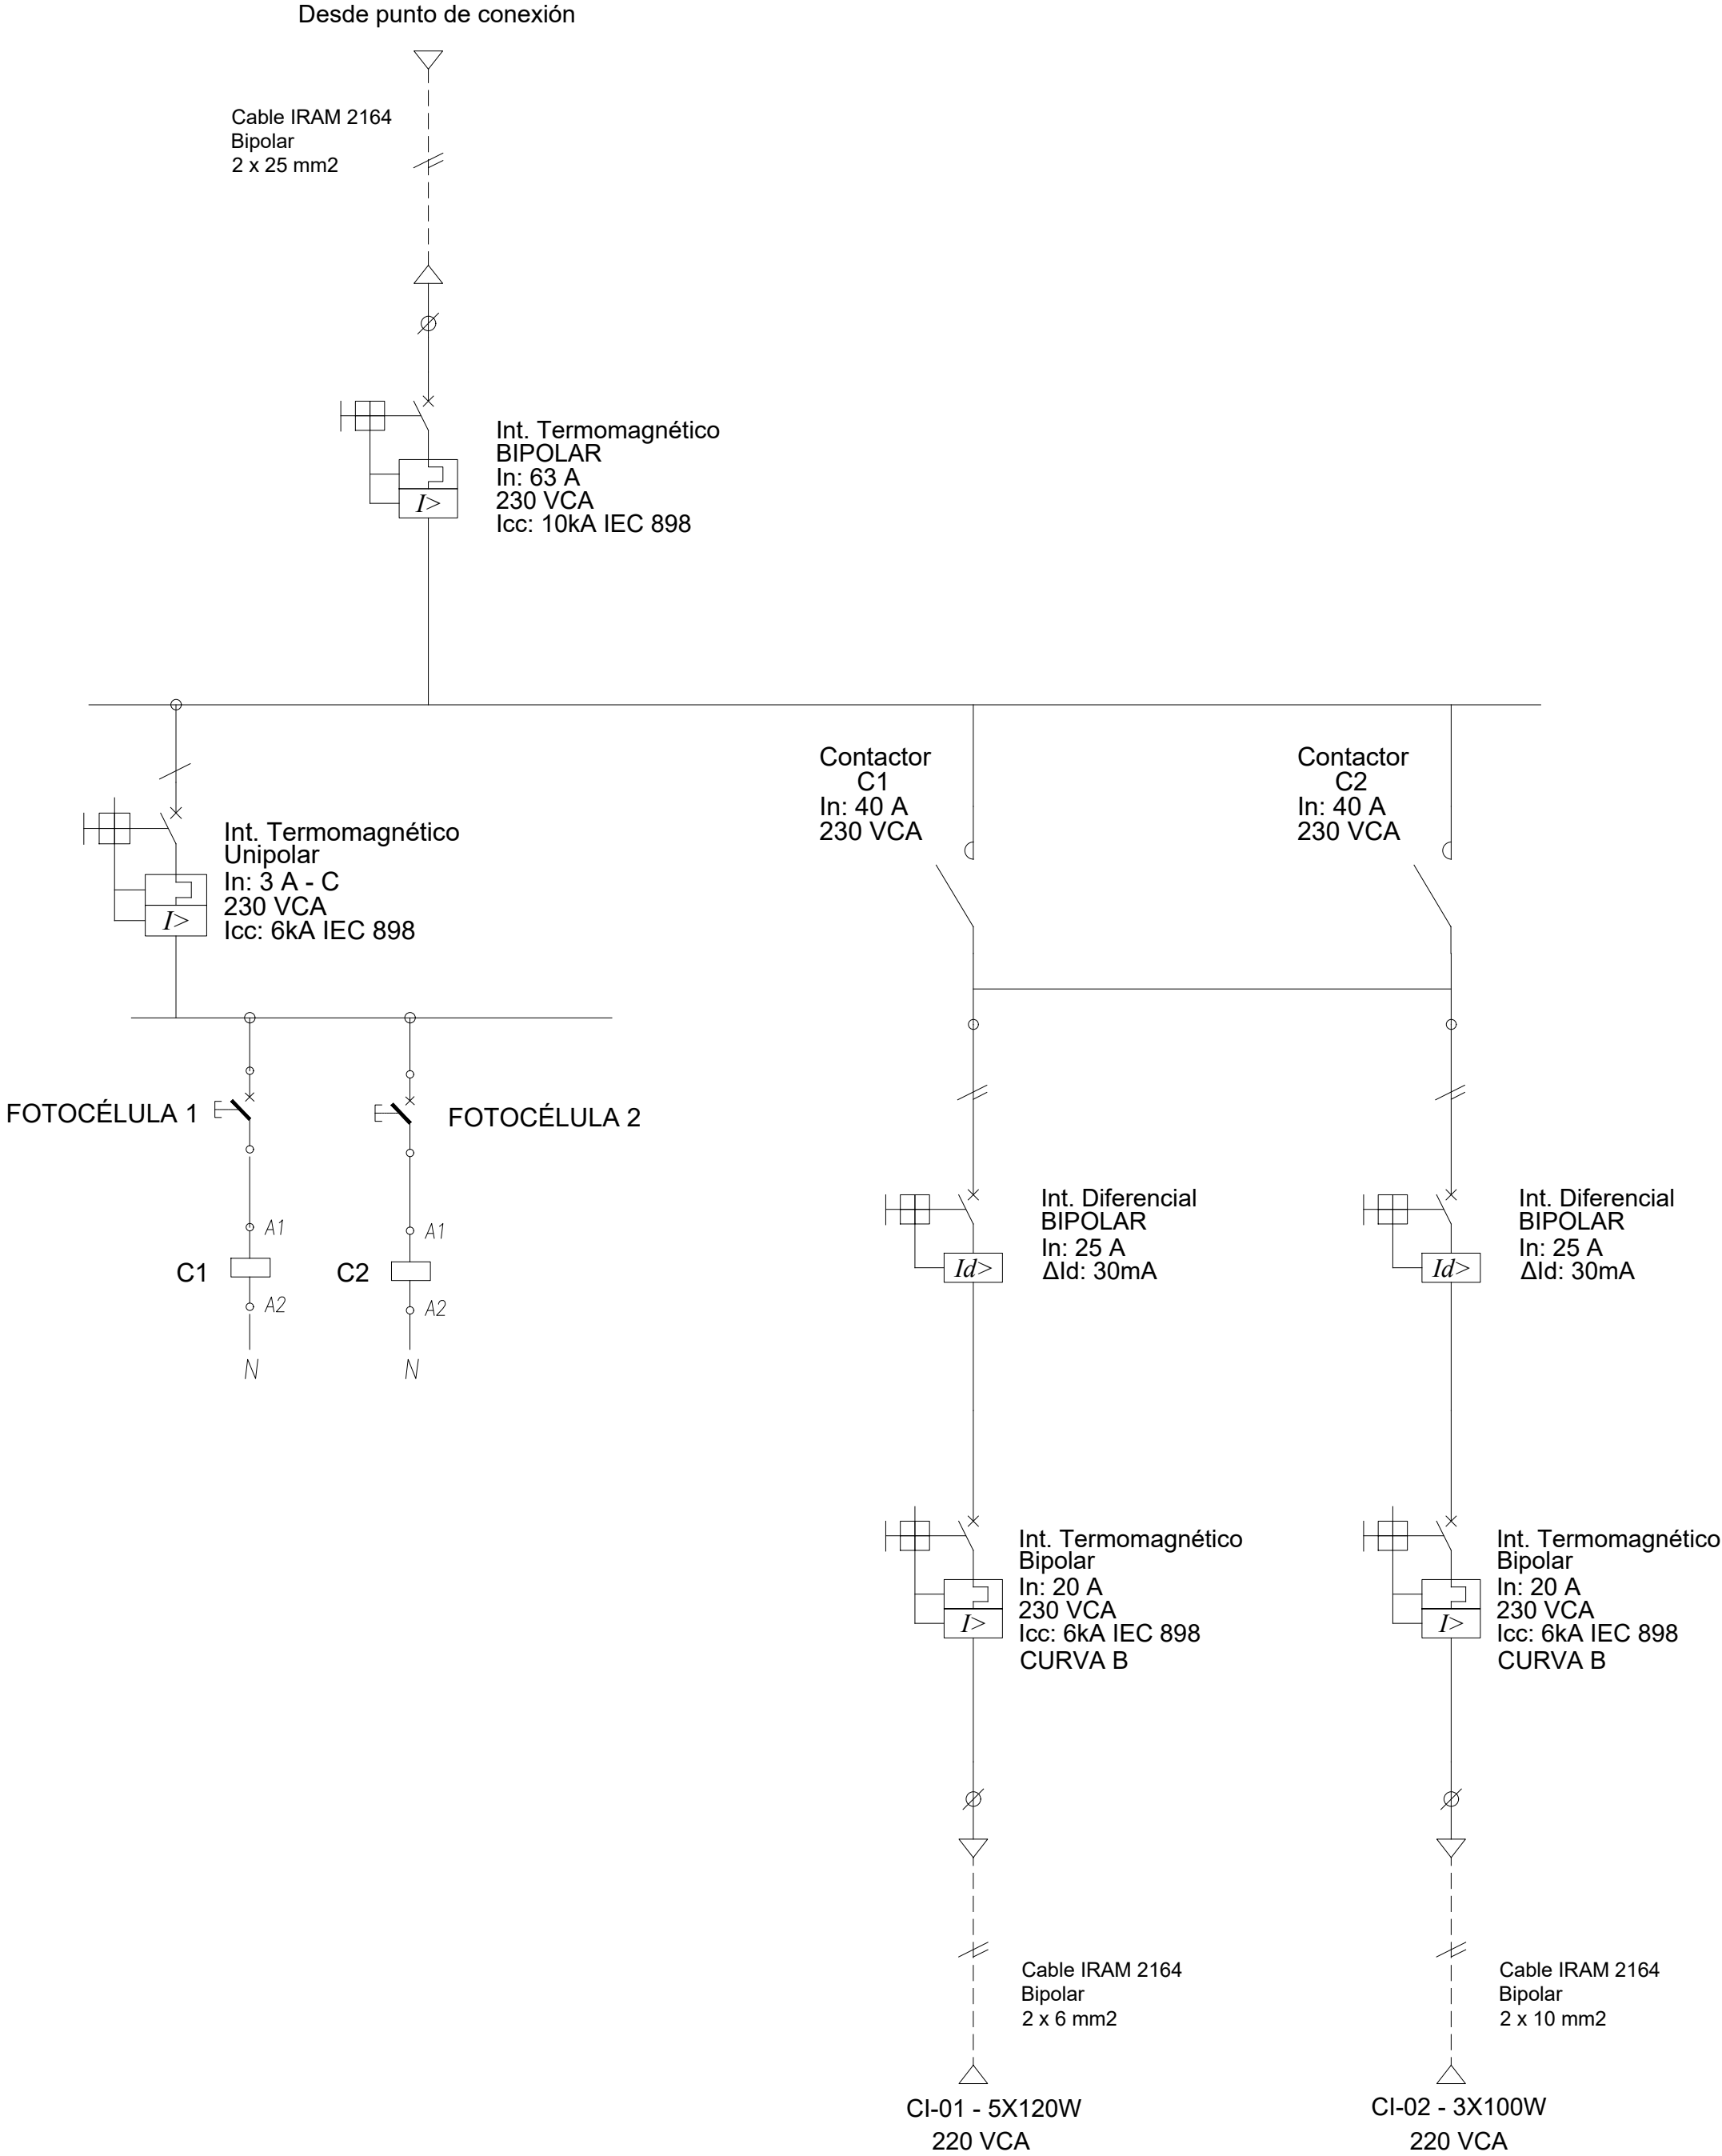 Desde punto de conexión
Cable IRAM 2164
Bipolar
2 x 25 mm2
Int. Termomagnético
BIPOLAR
In: 63 A
230 VCA
Icc: 10kA IEC 898
I>
Contactor
C1
In: 40 A
230 VCA
Contactor
C2
In: 40 A
230 VCA
Int. Termomagnético
Unipolar
In: 3 A - C
230 VCA
Icc: 6kA IEC 898
I>
FOTOCÉLULA 1
FOTOCÉLULA 2
A1
C1
A2
N
A1
C2
A2
N
Int. Diferencial
BIPOLAR
In: 25 A
ΔId: 30mA
Id>
Int. Diferencial
BIPOLAR
In: 25 A
ΔId: 30mA
Id>
Int. Termomagnético
Bipolar
In: 20 A
230 VCA
Icc: 6kA IEC 898
CURVA B
I>
Int. Termomagnético
Bipolar
In: 20 A
230 VCA
Icc: 6kA IEC 898
CURVA B
I>
Cable IRAM 2164
Bipolar
2 x 6 mm2
Cable IRAM 2164
Bipolar
2 x 10 mm2
CI-01 - 5X120W
220 VCA
CI-02 - 3X100W
220 VCA